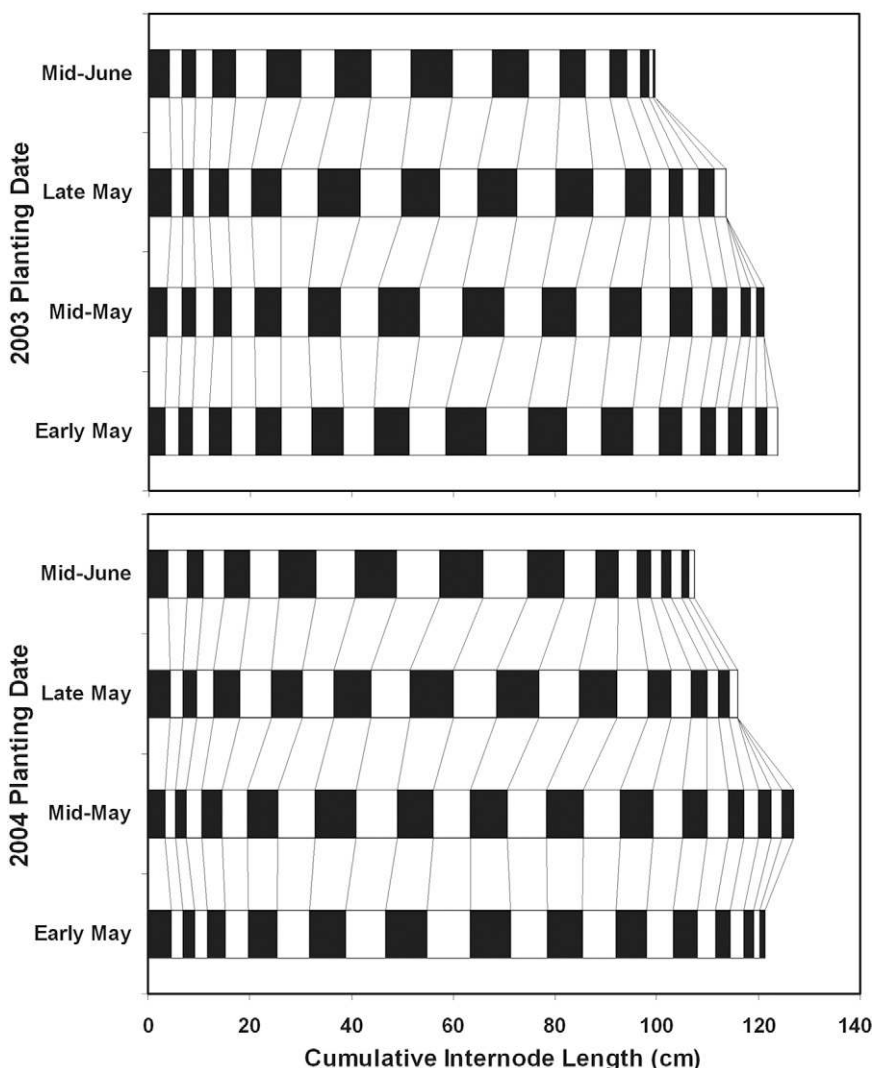 2003 Planting Date
Mid-June
Late May
Mid-May
Early May
2004 Planting Date
Mid-June
Late May
Mid-May
Early May
0 20 40 60 80 100 120 140
Cumulative Internode Length (cm)